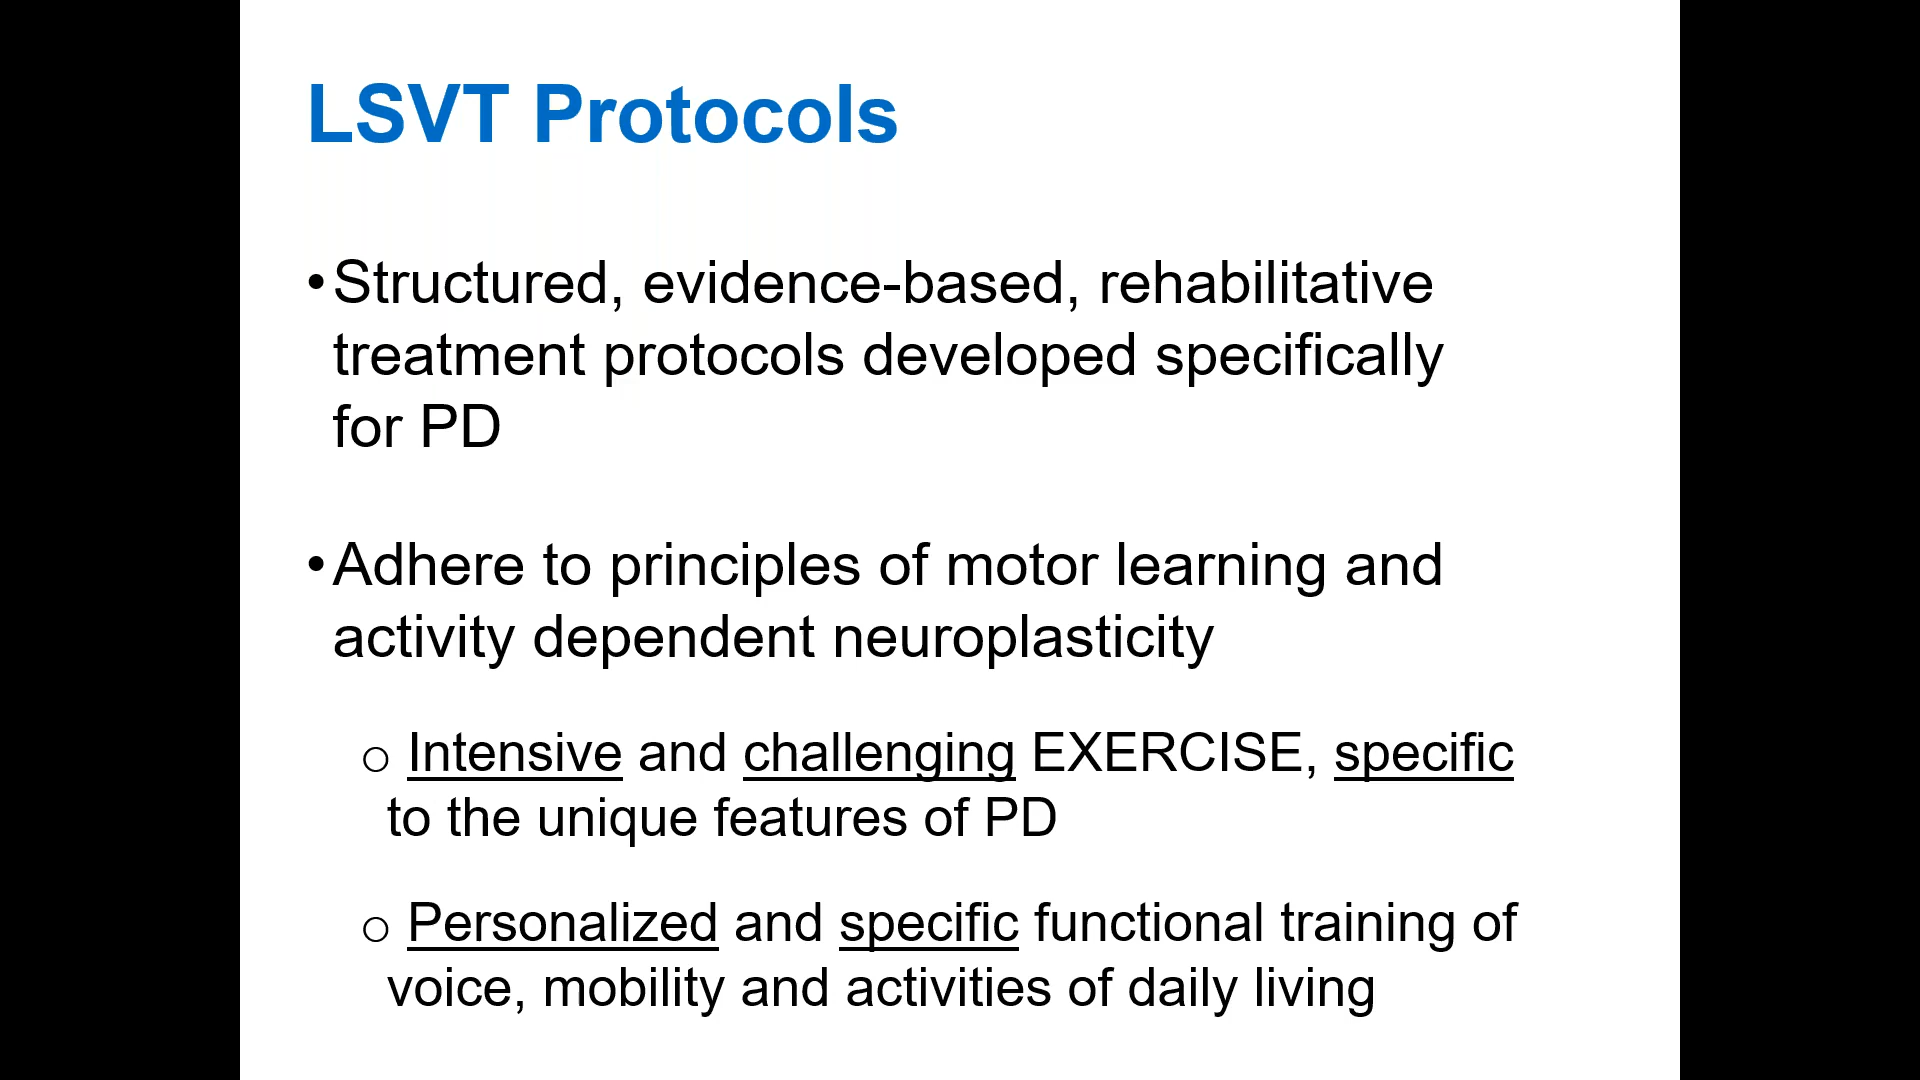 LSVT Protocols
•Structured, evidence-based, rehabilitative
treatment protocols developed specifically
for PD
•Adhere to principles of motor learning and
activity dependent neuroplasticity
o Intensive and challenging EXERCISE, specific
to the unique features of PD
o Personalized and specific functional training of
voice, mobility and activities of daily living